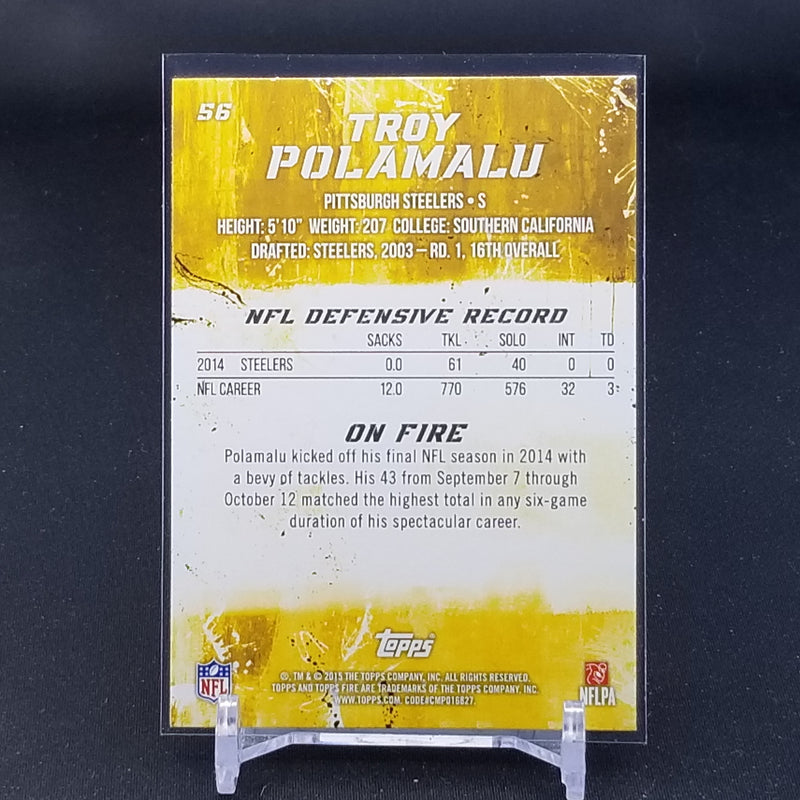 56
TROY
POLAMALU
PITTSBURGH STEELERS • S
HEIGHT: 5'10" WEIGHT: 207 COLLEGE: SOUTHERN CALIFORNIA
DRAFTED: STEELERS, 2003 – RD. 1, 16TH OVERALL
NFL DEFENSIVE RECORD
SACKS TKL SOLO INT TD
2014 STEELERS 0.0 61 40 0 0
NFL CAREER 12.0 770 576 32 3
ON FIRE
Polamalu kicked off his final NFL season in 2014 with
a bevy of tackles. His 43 from September 7 through
October 12 matched the highest total in any six-game
duration of his spectacular career.
topps®
®, TM & © 2015 THE TOPPS COMPANY, INC. ALL RIGHTS RESERVED.
TOPPS AND TOPPS FIRE ARE TRADEMARKS OF THE TOPPS COMPANY, INC.
WWW.TOPPS.COM. CODE#CMP016827.
NFL
NFLPA